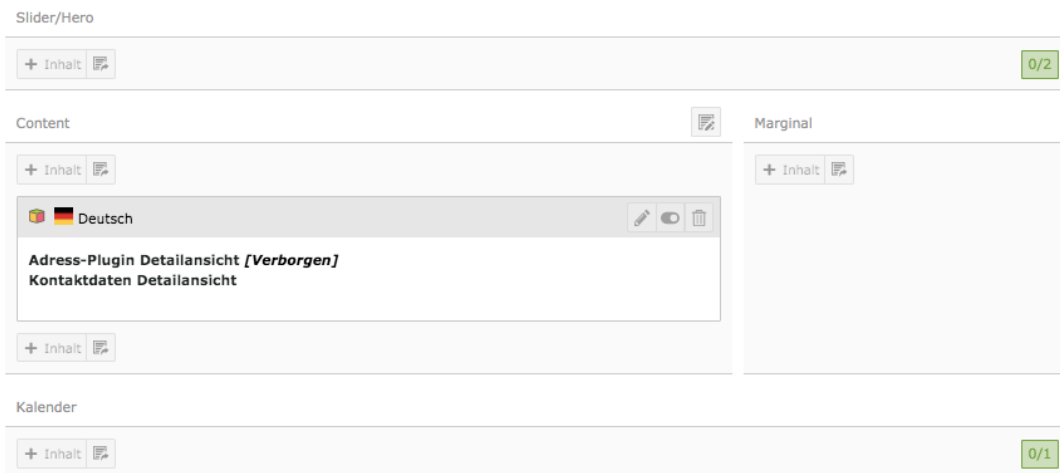 Slider/Hero
+ Inhalt
0/2
Content
Marginal
+ Inhalt
+ Inhalt
Deutsch
Adress-Plugin Detailansicht [Verborgen]
Kontaktdaten Detailansicht
+ Inhalt
Kalender
+ Inhalt
0/1